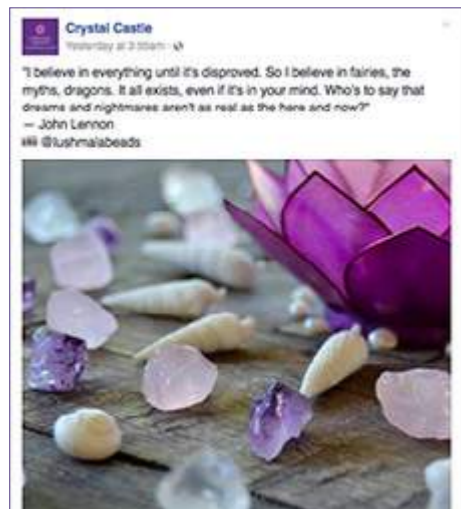 Crystal Castle
Yesterday at 3:55am ·
"I believe in everything until it's disproved. So I believe in fairies, the
myths, dragons. It all exists, even if it's in your mind. Who's to say that
dreams and nightmares aren't as real as the here and now?"
— John Lennon
@lushmalabeads